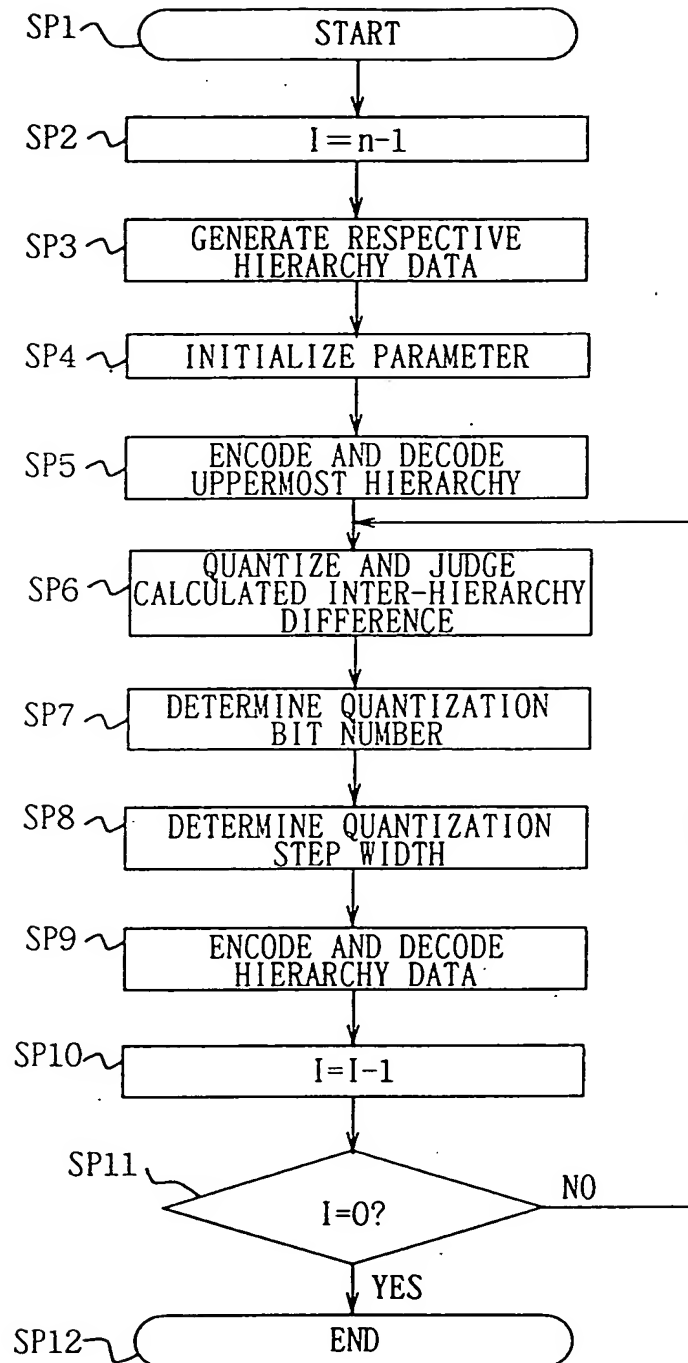 SP1
START
SP2
I=n-1
SP3
GENERATE RESPECTIVE
HIERARCHY DATA
SP4
INITIALIZE PARAMETER
SP5
ENCODE AND DECODE
UPPERMOST HIERARCHY
SP6
QUANTIZE AND JUDGE
CALCULATED INTER-HIERARCHY
DIFFERENCE
SP7
DETERMINE QUANTIZATION
BIT NUMBER
SP8
DETERMINE QUANTIZATION
STEP WIDTH
SP9
ENCODE AND DECODE
HIERARCHY DATA
SP10
I=I-1
SP11
I=0?
NO
YES
SP12
END